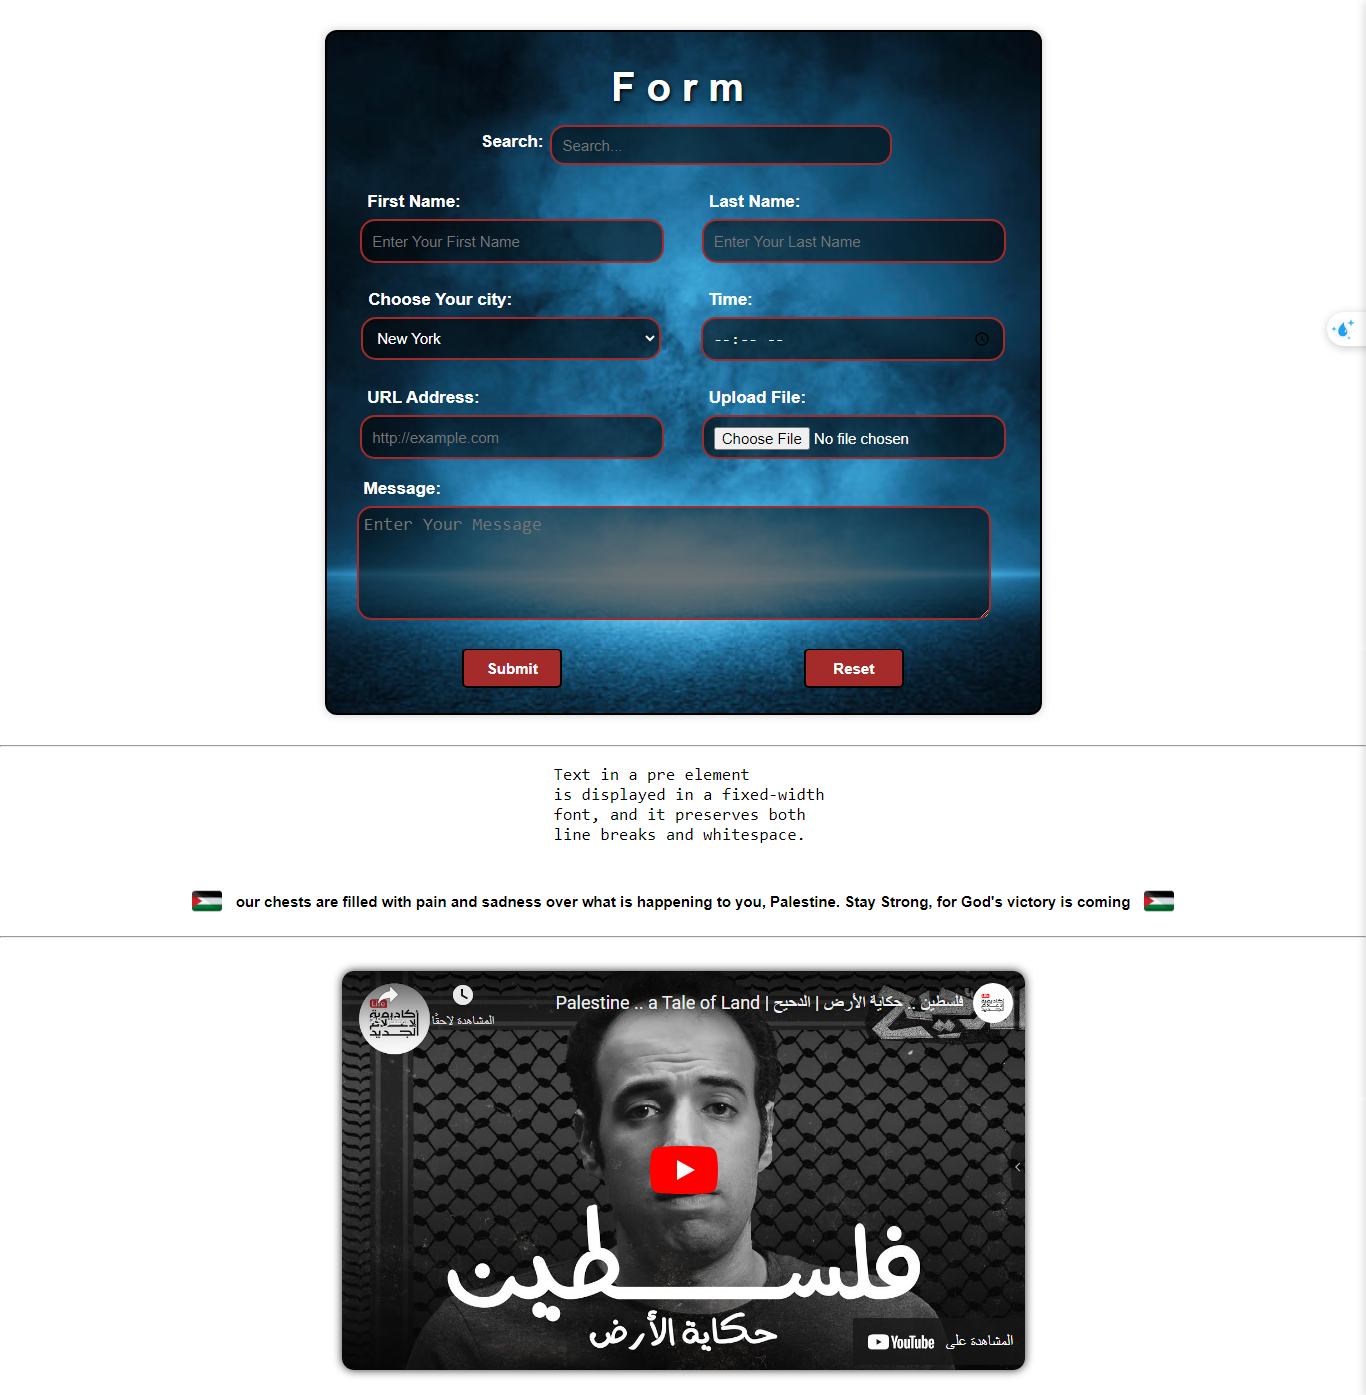 Form
Search: Search...
First Name: Last Name:
Enter Your First Name Enter Your Last Name
Choose Your city: Time:
New York --:-- --
URL Address: Upload File:
http://example.com Choose File No file chosen
Message:
Enter Your Message
Submit Reset
Text in a pre element
is displayed in a fixed-width
font, and it preserves both
line breaks and whitespace.
our chests are filled with pain and sadness over what is happening to you, Palestine. Stay Strong, for God's victory is coming
Palestine .. a Tale of Land | فلسطين .. حكاية الأرض | الدحيح
المشاهدة لاحقًا
أكاديمية
الإعلام
الجديد
فلسطين
حكاية الأرض
المشاهدة على YouTube